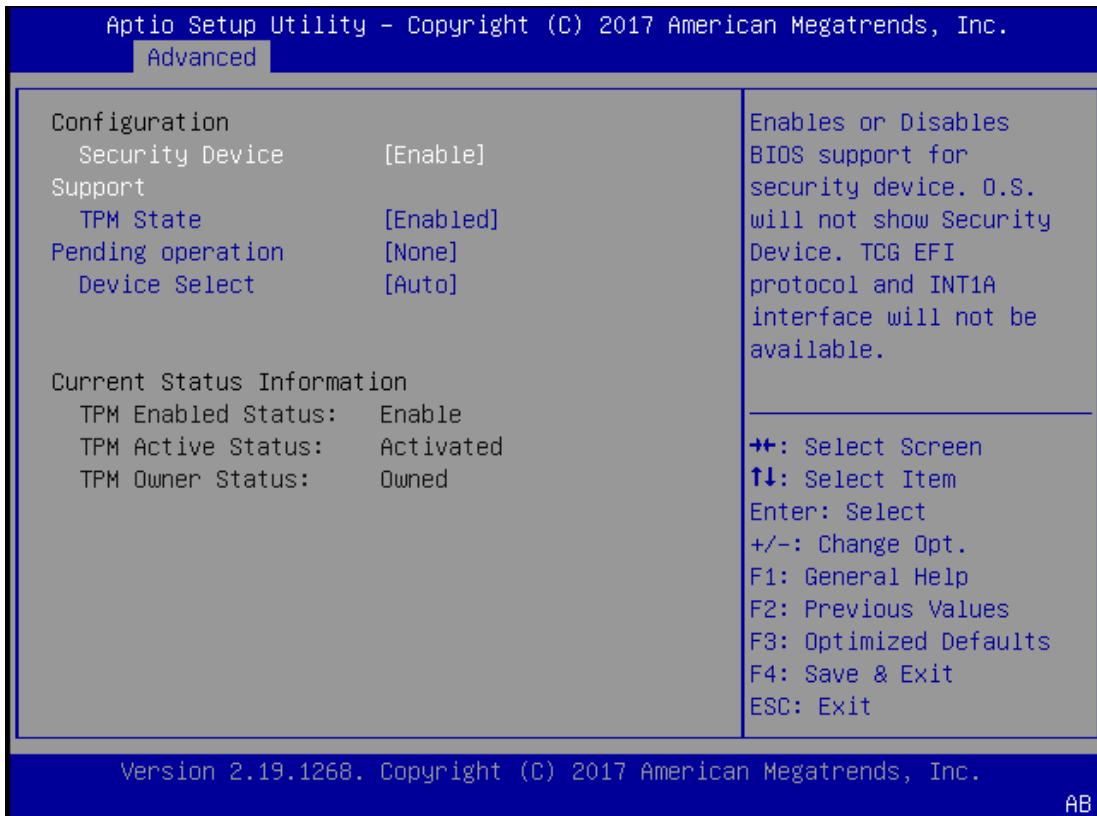 Aptio Setup Utility – Copyright (C) 2017 American Megatrends, Inc.
Advanced
Configuration
Security Device [Enable]
Support
TPM State [Enabled]
Pending operation [None]
Device Select [Auto]
Current Status Information
TPM Enabled Status: Enable
TPM Active Status: Activated
TPM Owner Status: Owned
Enables or Disables
BIOS support for
security device. O.S.
will not show Security
Device. TCG EFI
protocol and INT1A
interface will not be
available.
→←: Select Screen
↑↓: Select Item
Enter: Select
+/-: Change Opt.
F1: General Help
F2: Previous Values
F3: Optimized Defaults
F4: Save & Exit
ESC: Exit
Version 2.19.1268. Copyright (C) 2017 American Megatrends, Inc.
AB